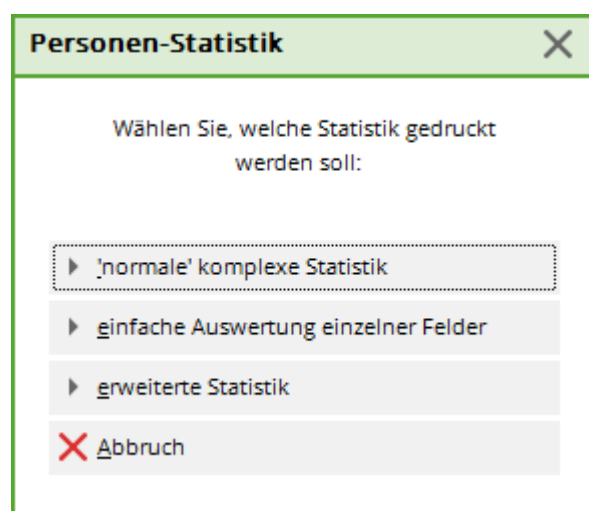 Personen-Statistik
Wählen Sie, welche Statistik gedruckt
werden soll:
'normale' komplexe Statistik
einfache Auswertung einzelner Felder
erweiterte Statistik
Abbruch